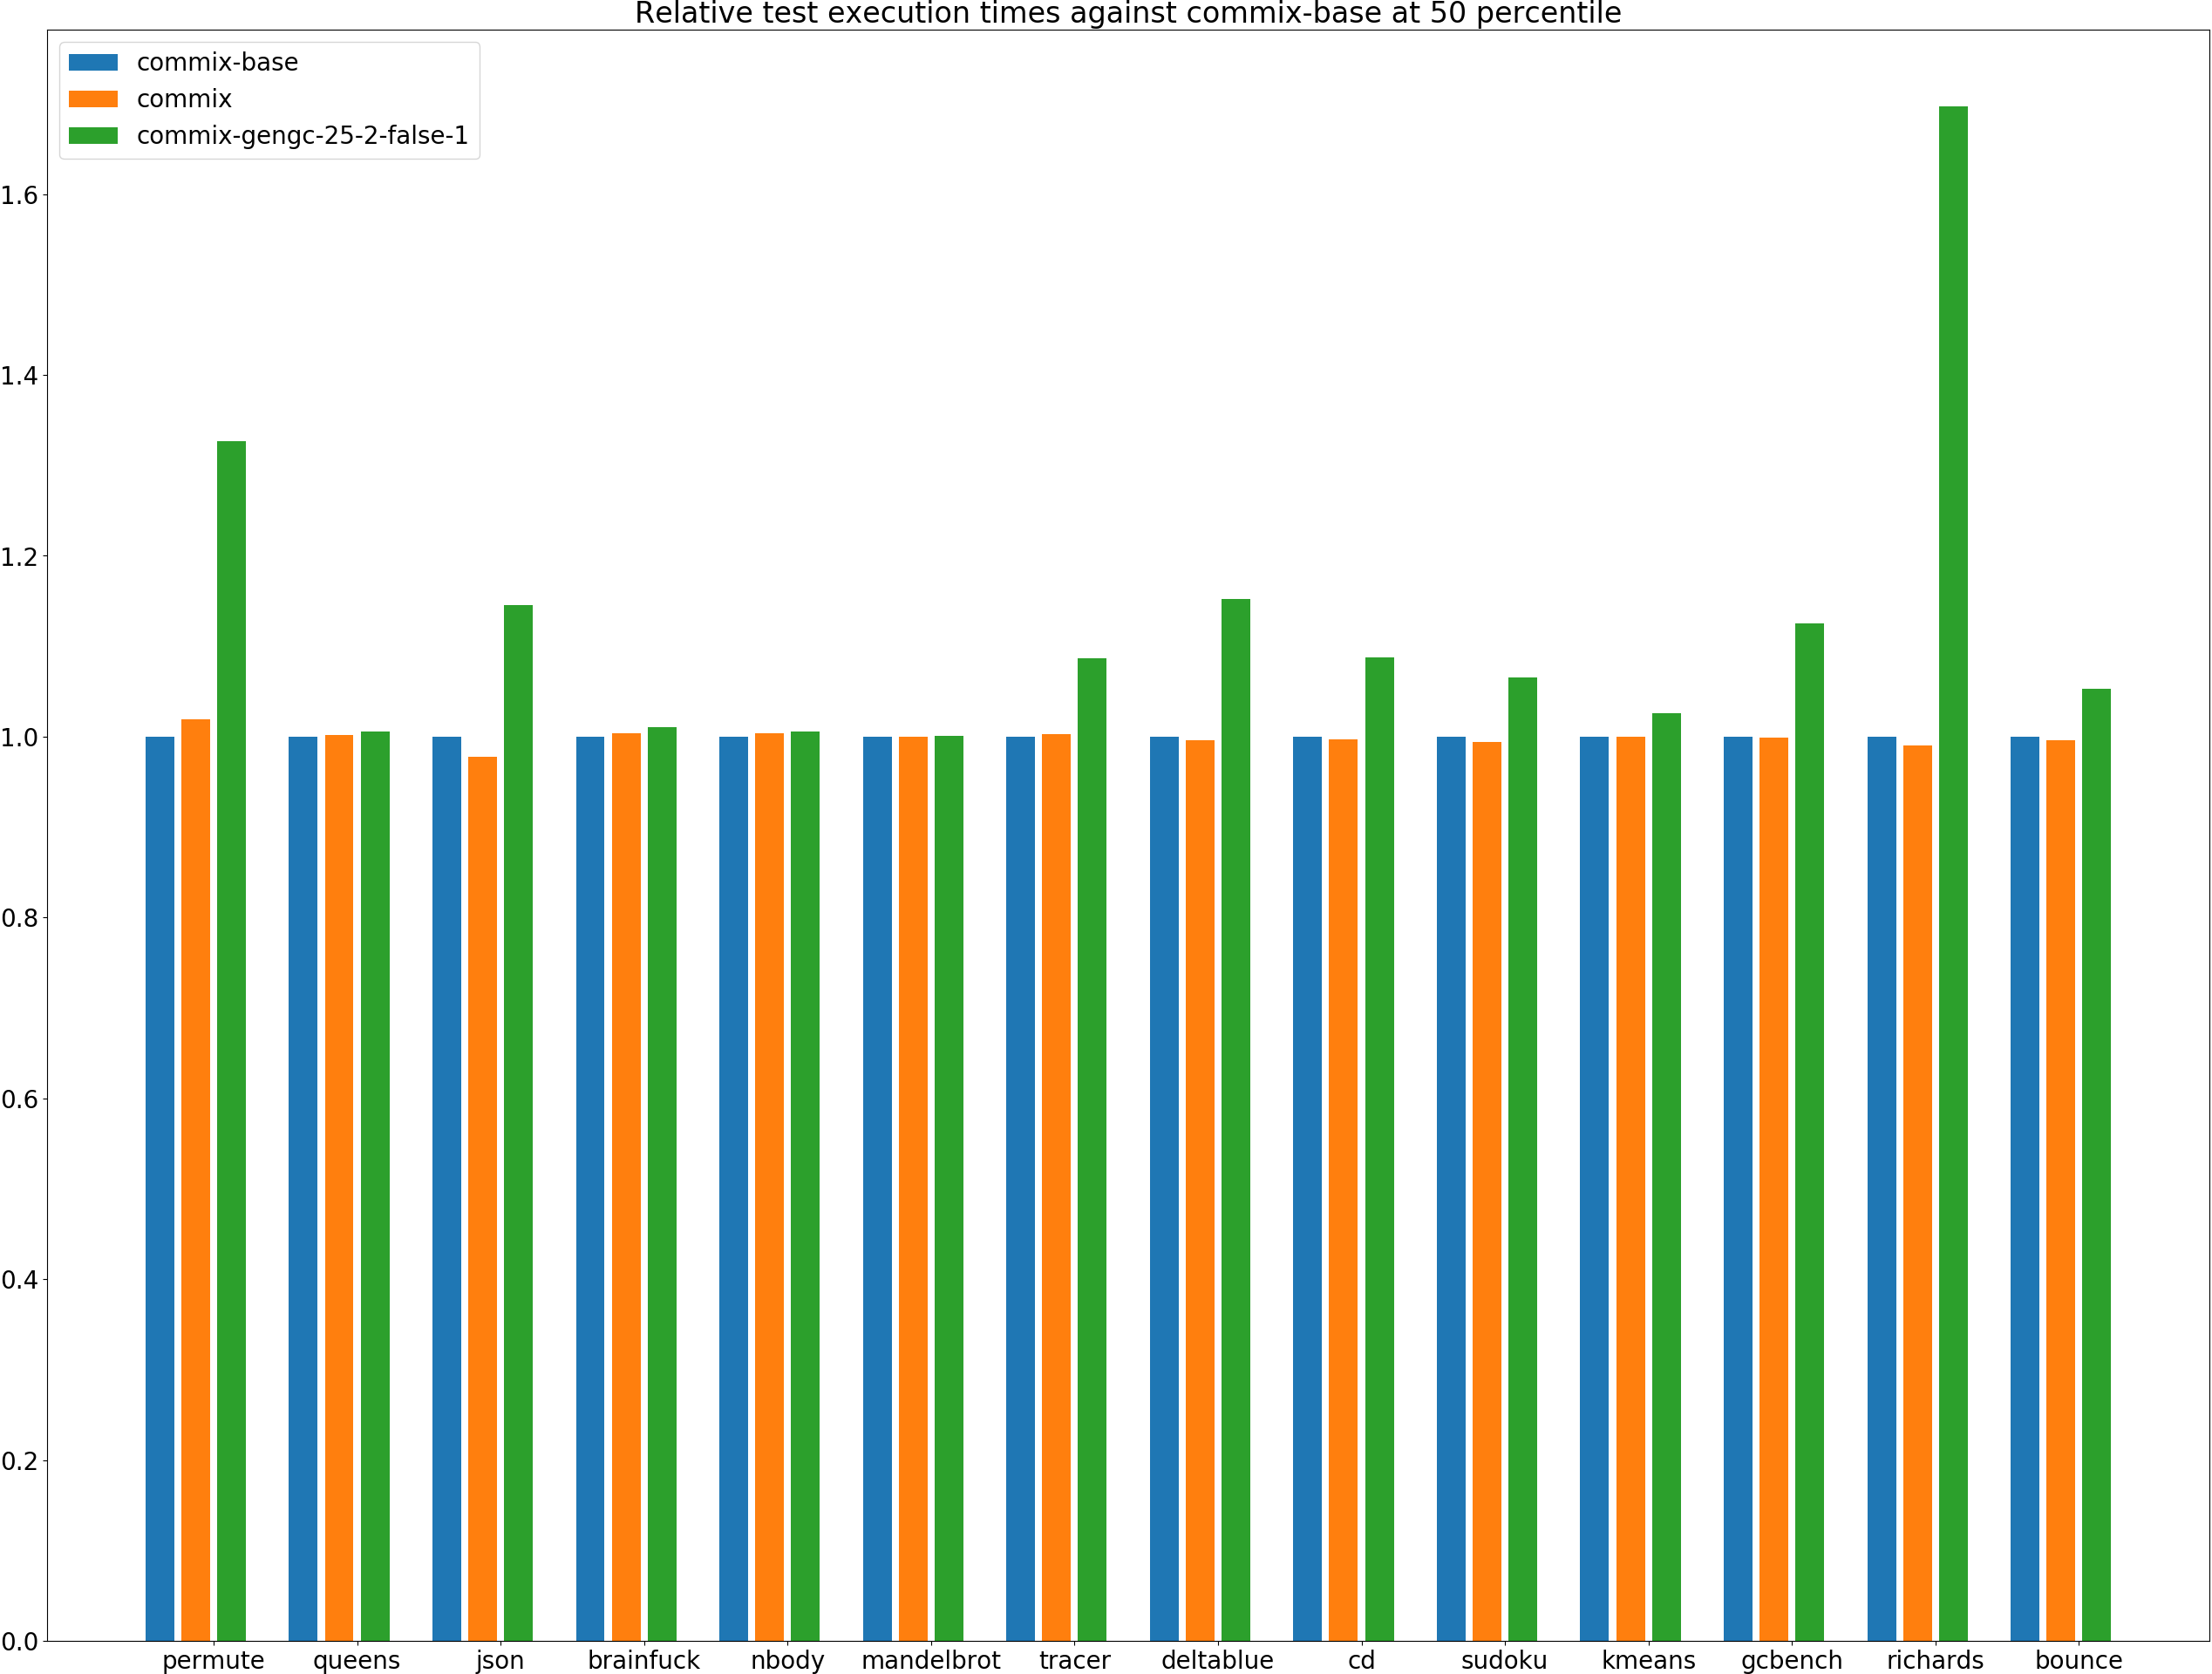 Relative test execution times against commix-base at 50 percentile
commix-base
commix
commix-gengc-25-2-false-1
1.6
1.4
1.2
1.0
0.8
0.6
0.4
0.2
0.0
permute queens json brainfuck nbody mandelbrot tracer deltablue cd sudoku kmeans gcbench richards bounce